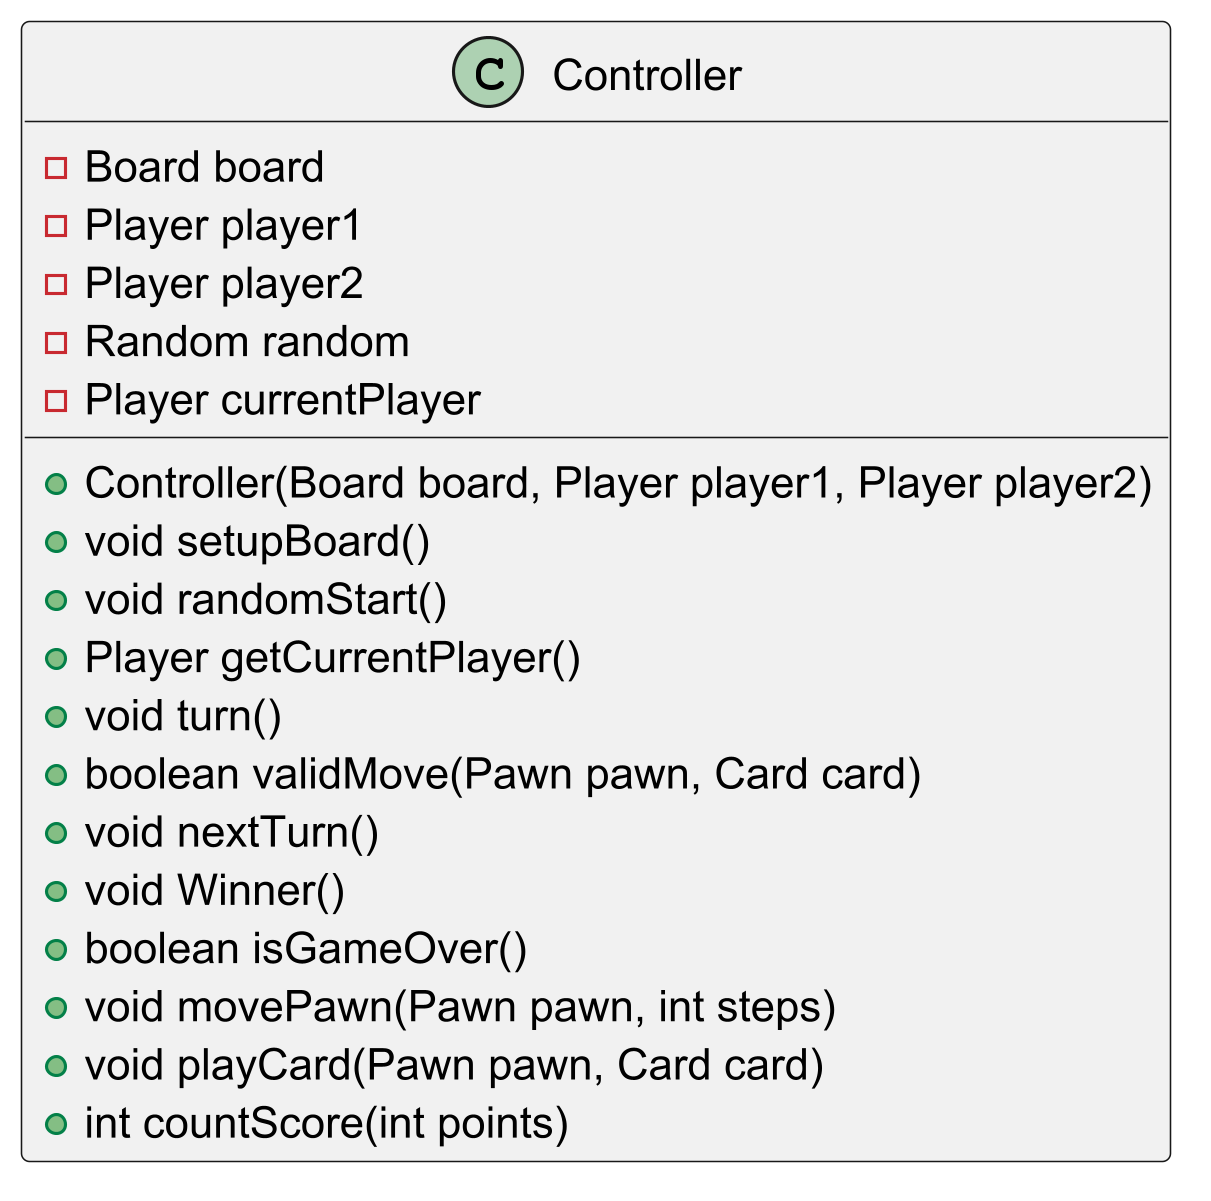 C Controller
Board board
Player player1
Player player2
Random random
Player currentPlayer
Controller(Board board, Player player1, Player player2)
void setupBoard()
void randomStart()
Player getCurrentPlayer()
void turn()
boolean validMove(Pawn pawn, Card card)
void nextTurn()
void Winner()
boolean isGameOver()
void movePawn(Pawn pawn, int steps)
void playCard(Pawn pawn, Card card)
int countScore(int points)